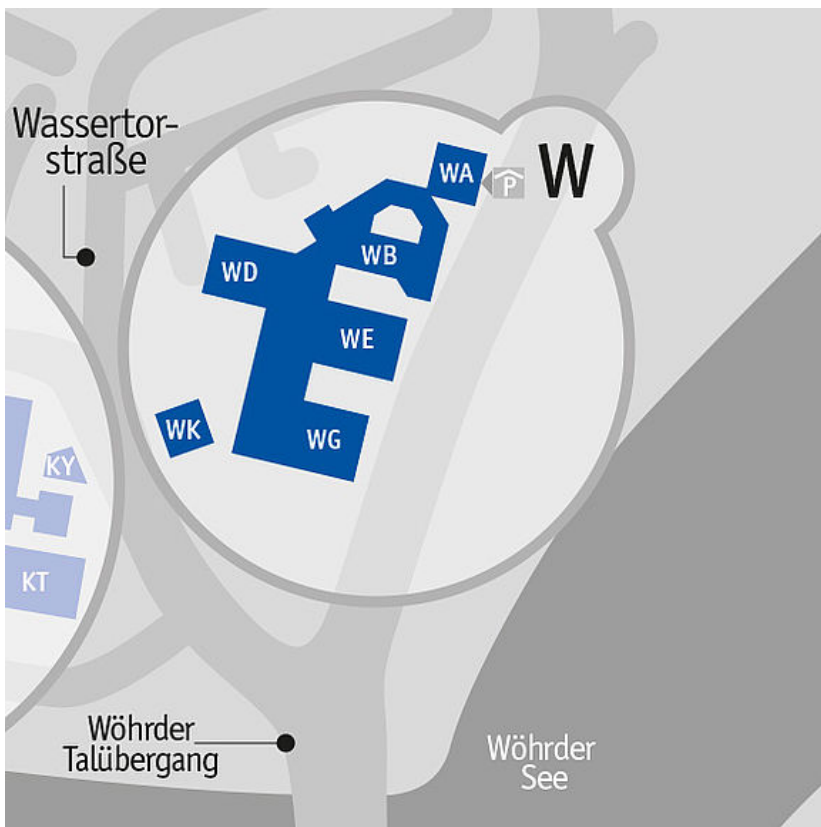 Wassertor-
straße
WA
P
W
WB
WD
WE
WK
WG
KY
KT
Wöhrder
Talübergang
Wöhrder
See